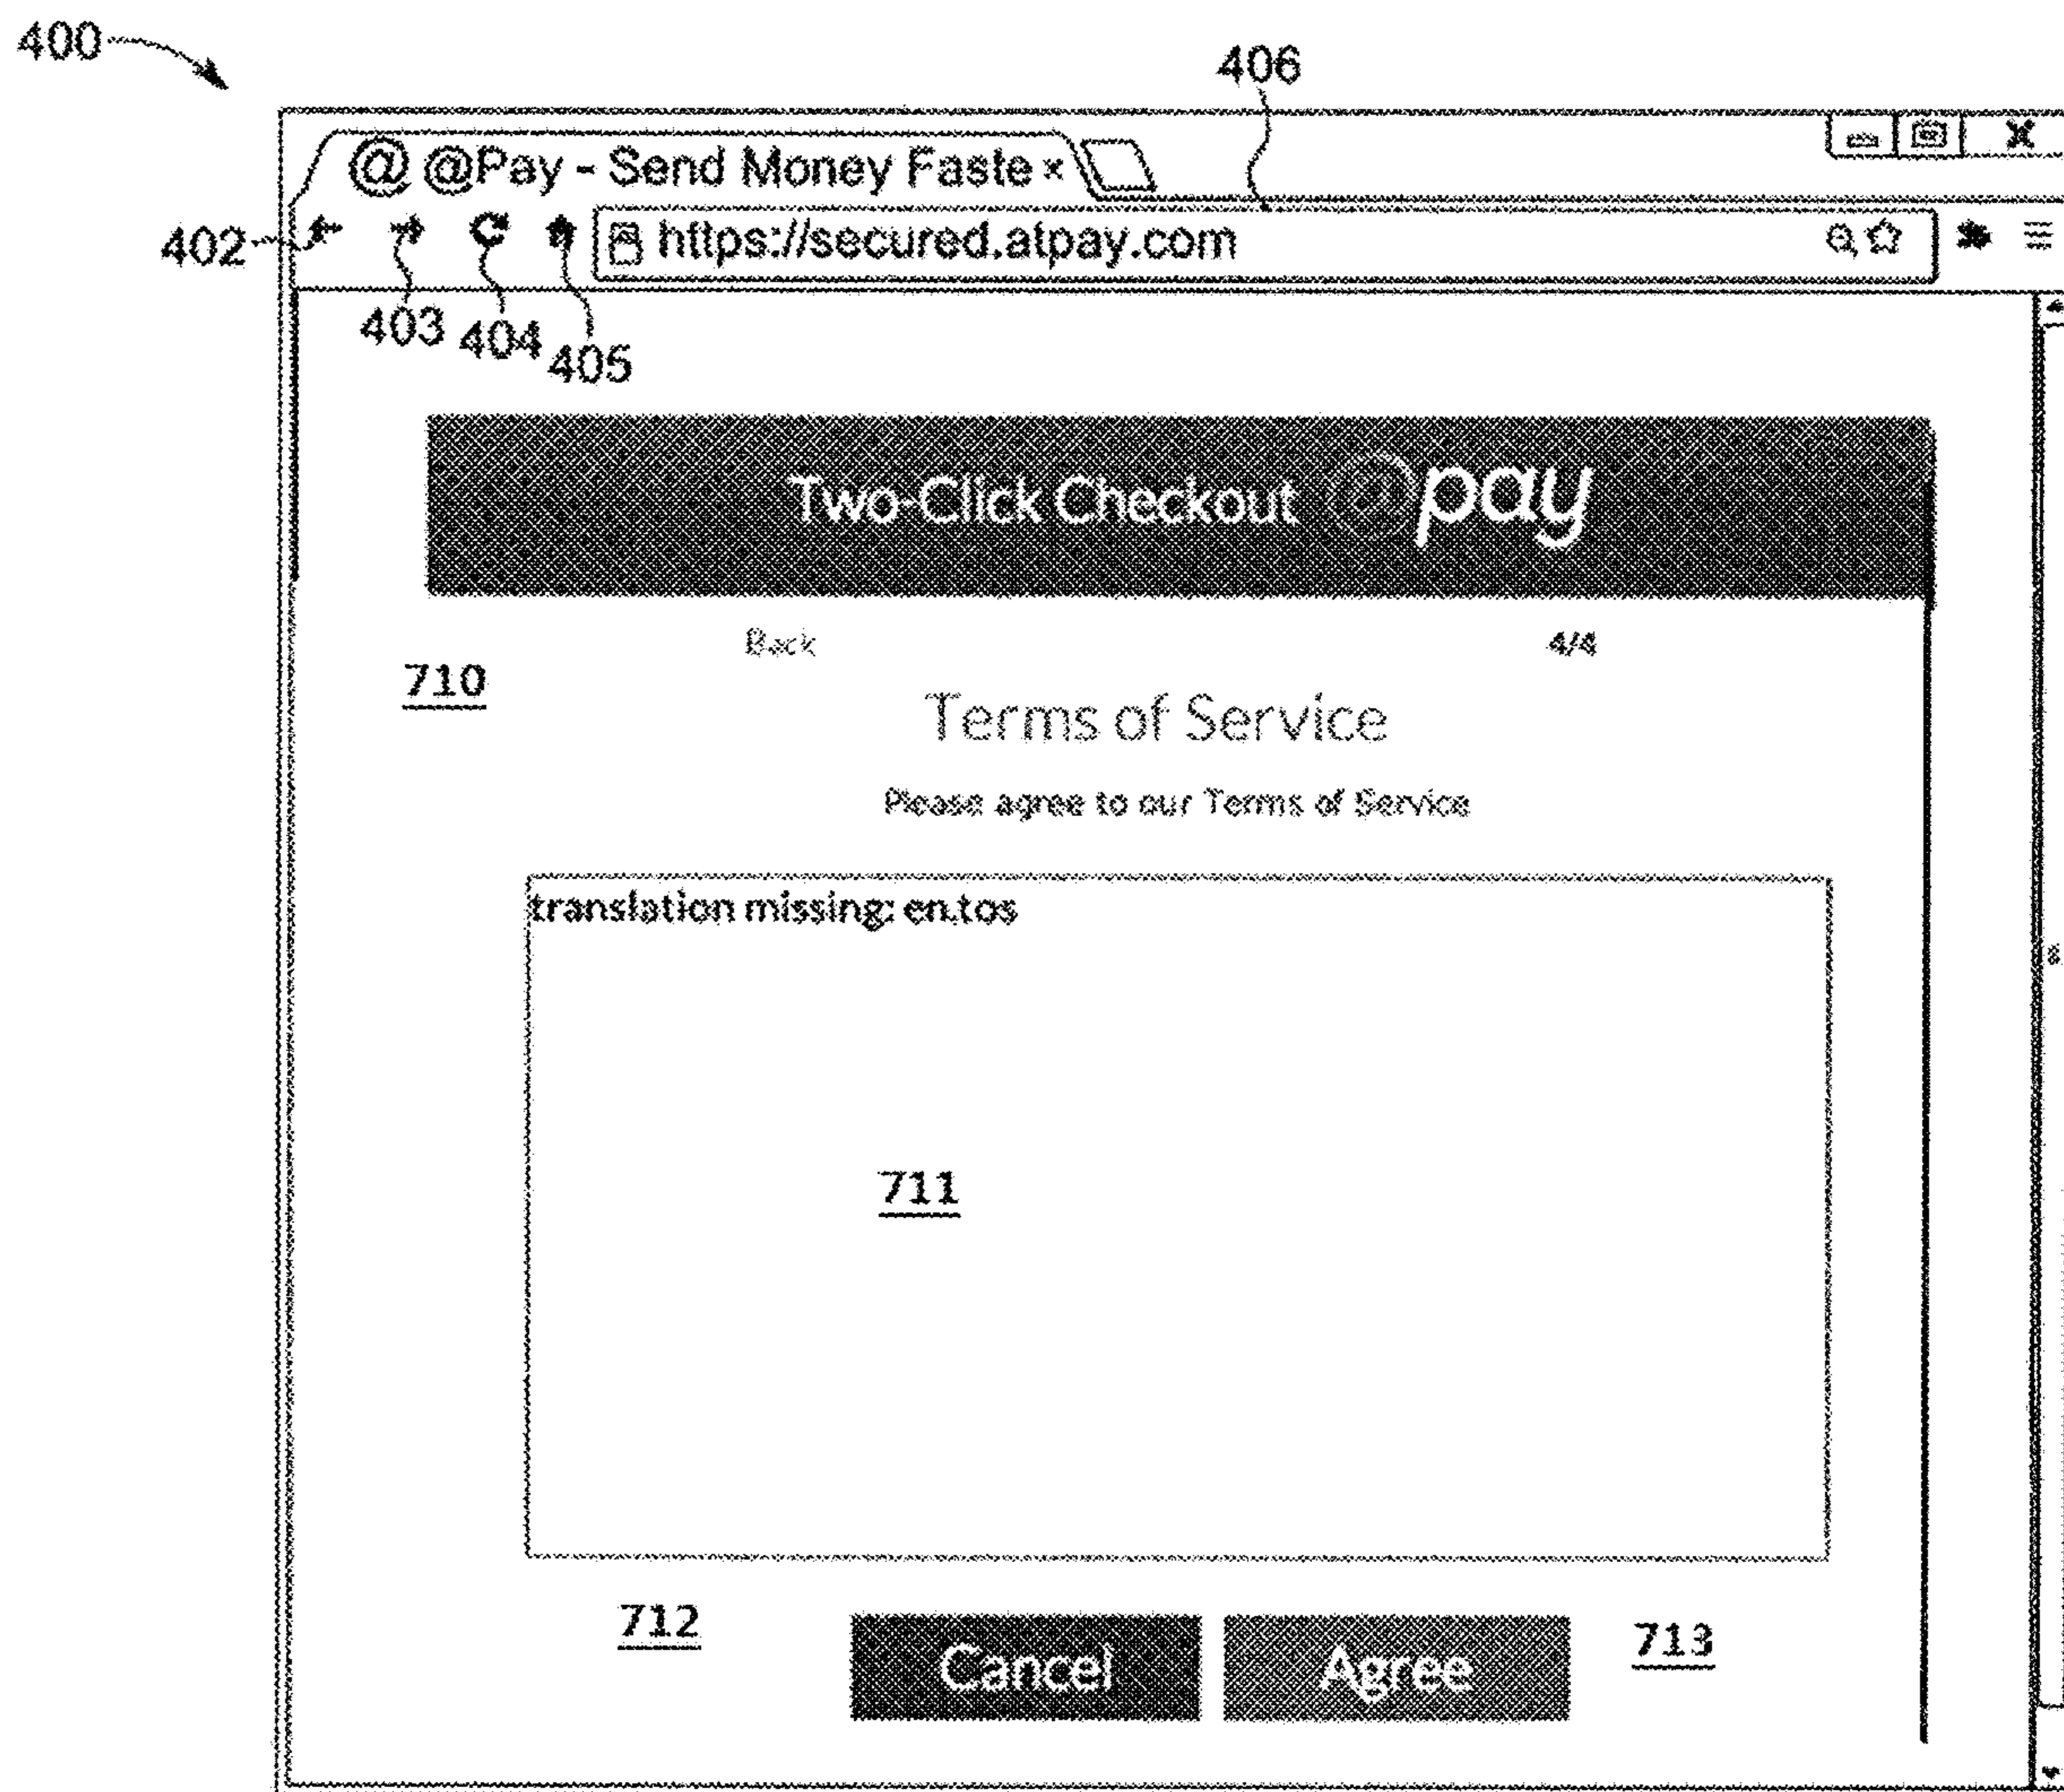 400
406
@ @Pay - Send Money Faste ×
402
https://secured.atpay.com
403
404
405
Two-Click Checkout @pay
Back
4/4
710
Terms of Service
Please agree to our Terms of Service
translation missing: en.tos
711
712
Cancel
Agree
713